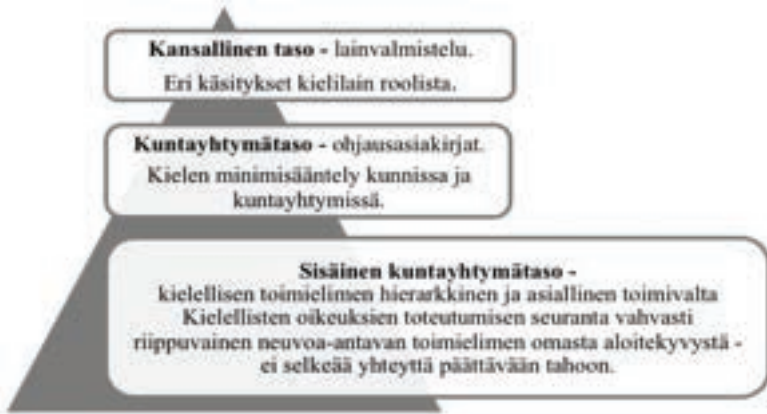 Kansallinen taso - lainvalmistelu.
Eri käsitykset kielilain roolista.
Kuntayhtymätaso - ohjausasiakirjat.
Kielen minimisääntely kunnissa ja
kuntayhtymissä.
Sisäinen kuntayhtymätaso -
kielellisen toimielimen hierarkkinen ja asiallinen toimivalta
Kielellisten oikeuksien toteutumisen seuranta vahvasti
riippuvainen neuvoa-antavan toimielimen omasta aloitekyvystä -
ei selkeää yhteyttä päättävään tahoon.